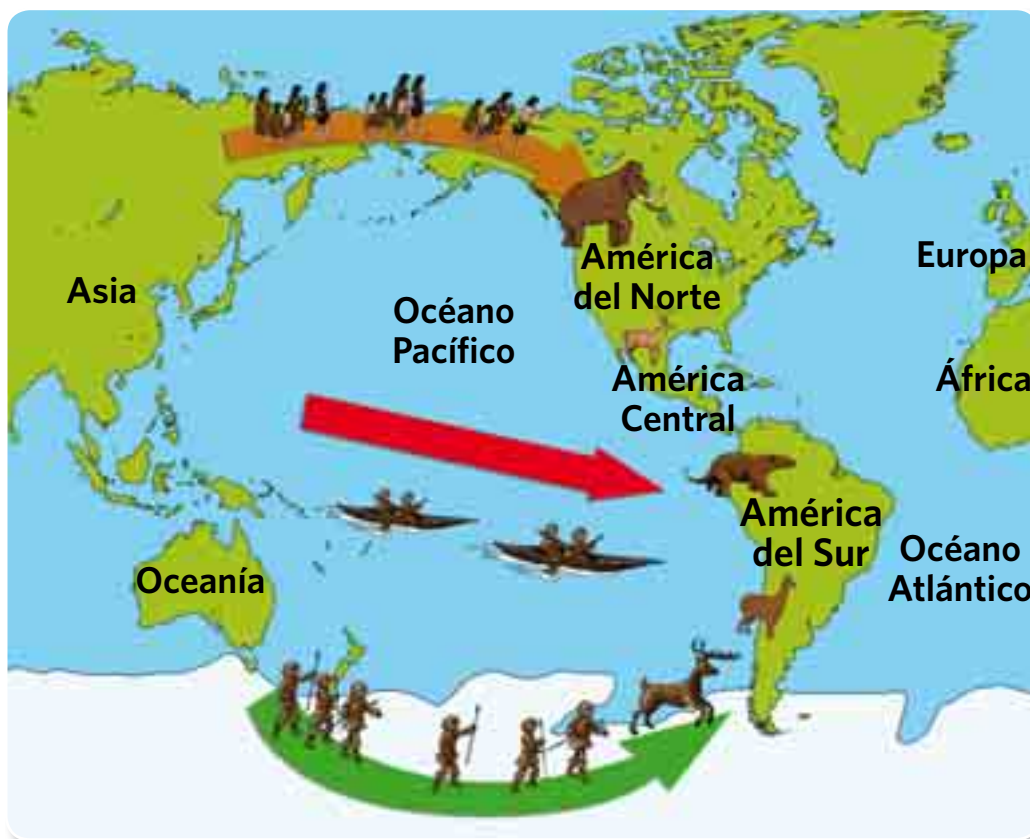 América
del Norte
Europa
Asia
Océano
Pacífico
América
Central
África
América
del Sur
Océano
Atlántico
Oceanía